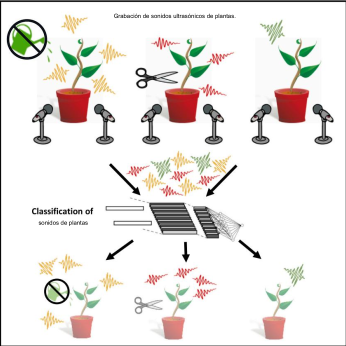 Grabación de sonidos ultrasónicos de plantas.
Classification of
sonidos de plantas